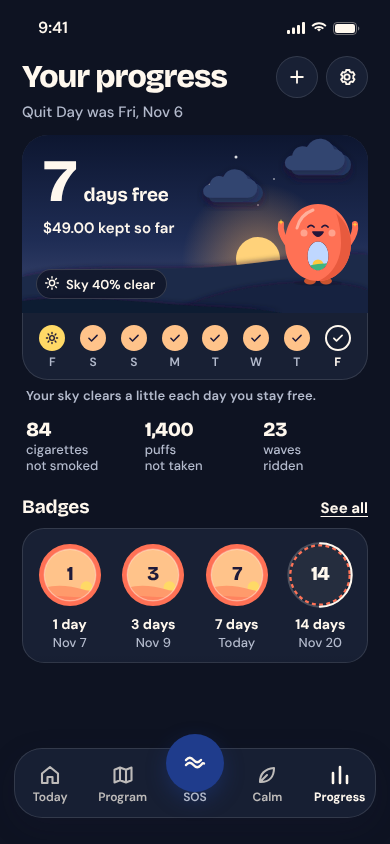 9:41
Your progress
Quit Day was Fri, Nov 6
7 days free
$49.00 kept so far
Sky 40% clear
F S S M T W T F
Your sky clears a little each day you stay free.
84 1,400 23
cigarettes puffs waves
not smoked not taken ridden
Badges See all
1 3 7 14
1 day 3 days 7 days 14 days
Nov 7 Nov 9 Today Nov 20
Today Program SOS Calm Progress